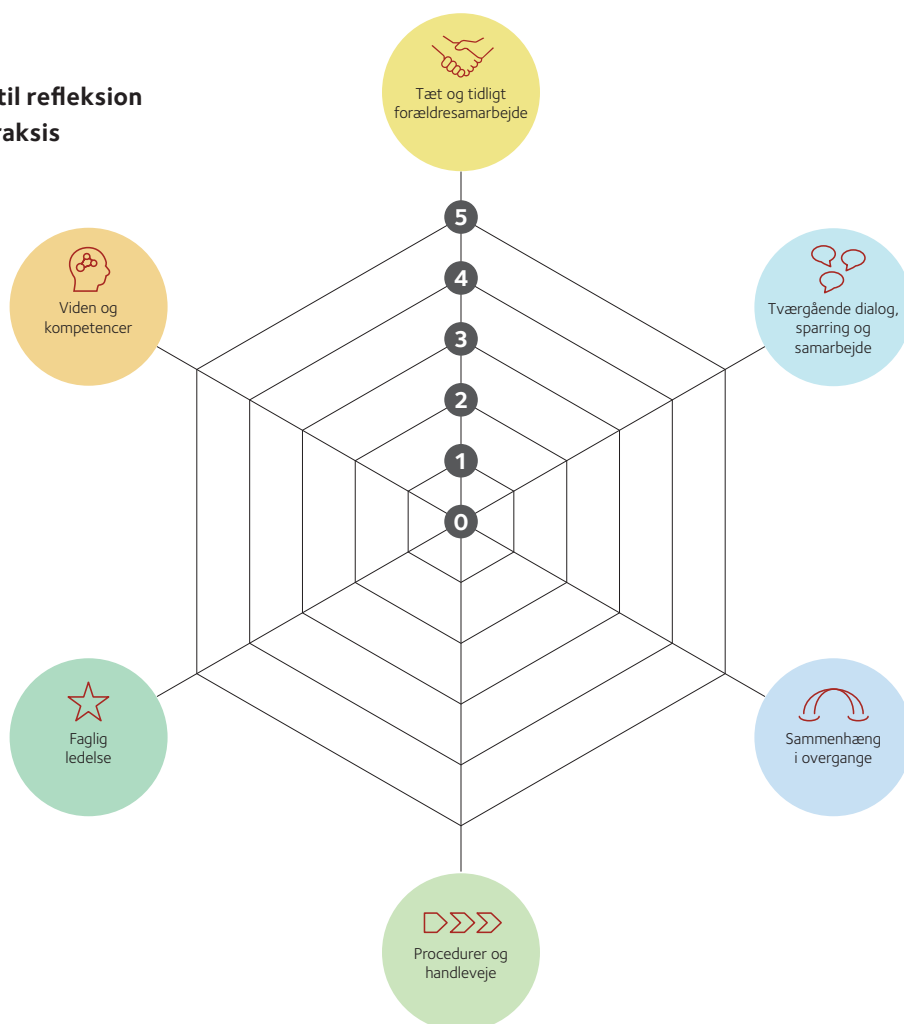 til refleksion
raksis
Tæt og tidligt
forældresamarbejde
5
4
3
2
1
0
Viden og
kompetencer
Tværgående dialog,
sparring og
samarbejde
Faglig
ledelse
Sammenhæng
i overgange
Procedurer og
handleveje